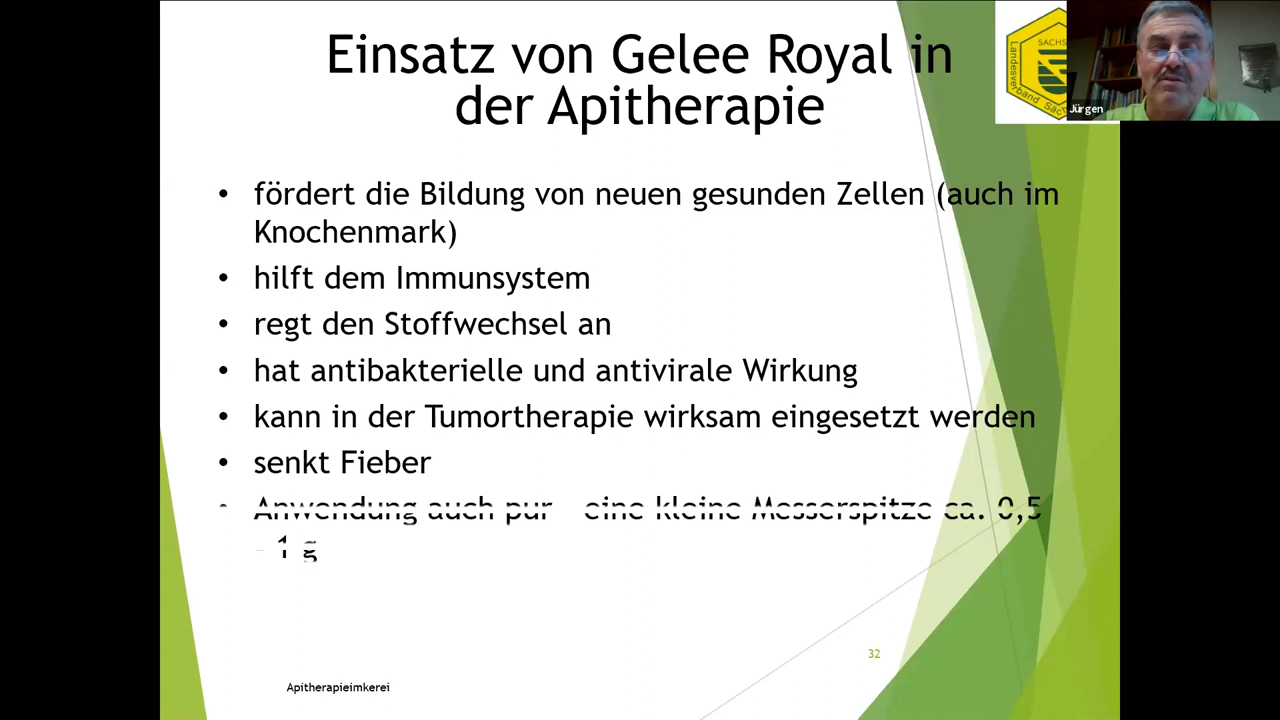 Einsatz von Gelee Royal in
der Apitherapie
• fördert die Bildung von neuen gesunden Zellen (auch im
Knochenmark)
• hilft dem Immunsystem
• regt den Stoffwechsel an
• hat antibakterielle und antivirale Wirkung
• kann in der Tumortherapie wirksam eingesetzt werden
• senkt Fieber
• Anwendung auch pur – eine kleine Messerspitze ca. 0,5
– 1 g
32
Apitherapieimkerei
Landesverband
Jürgen